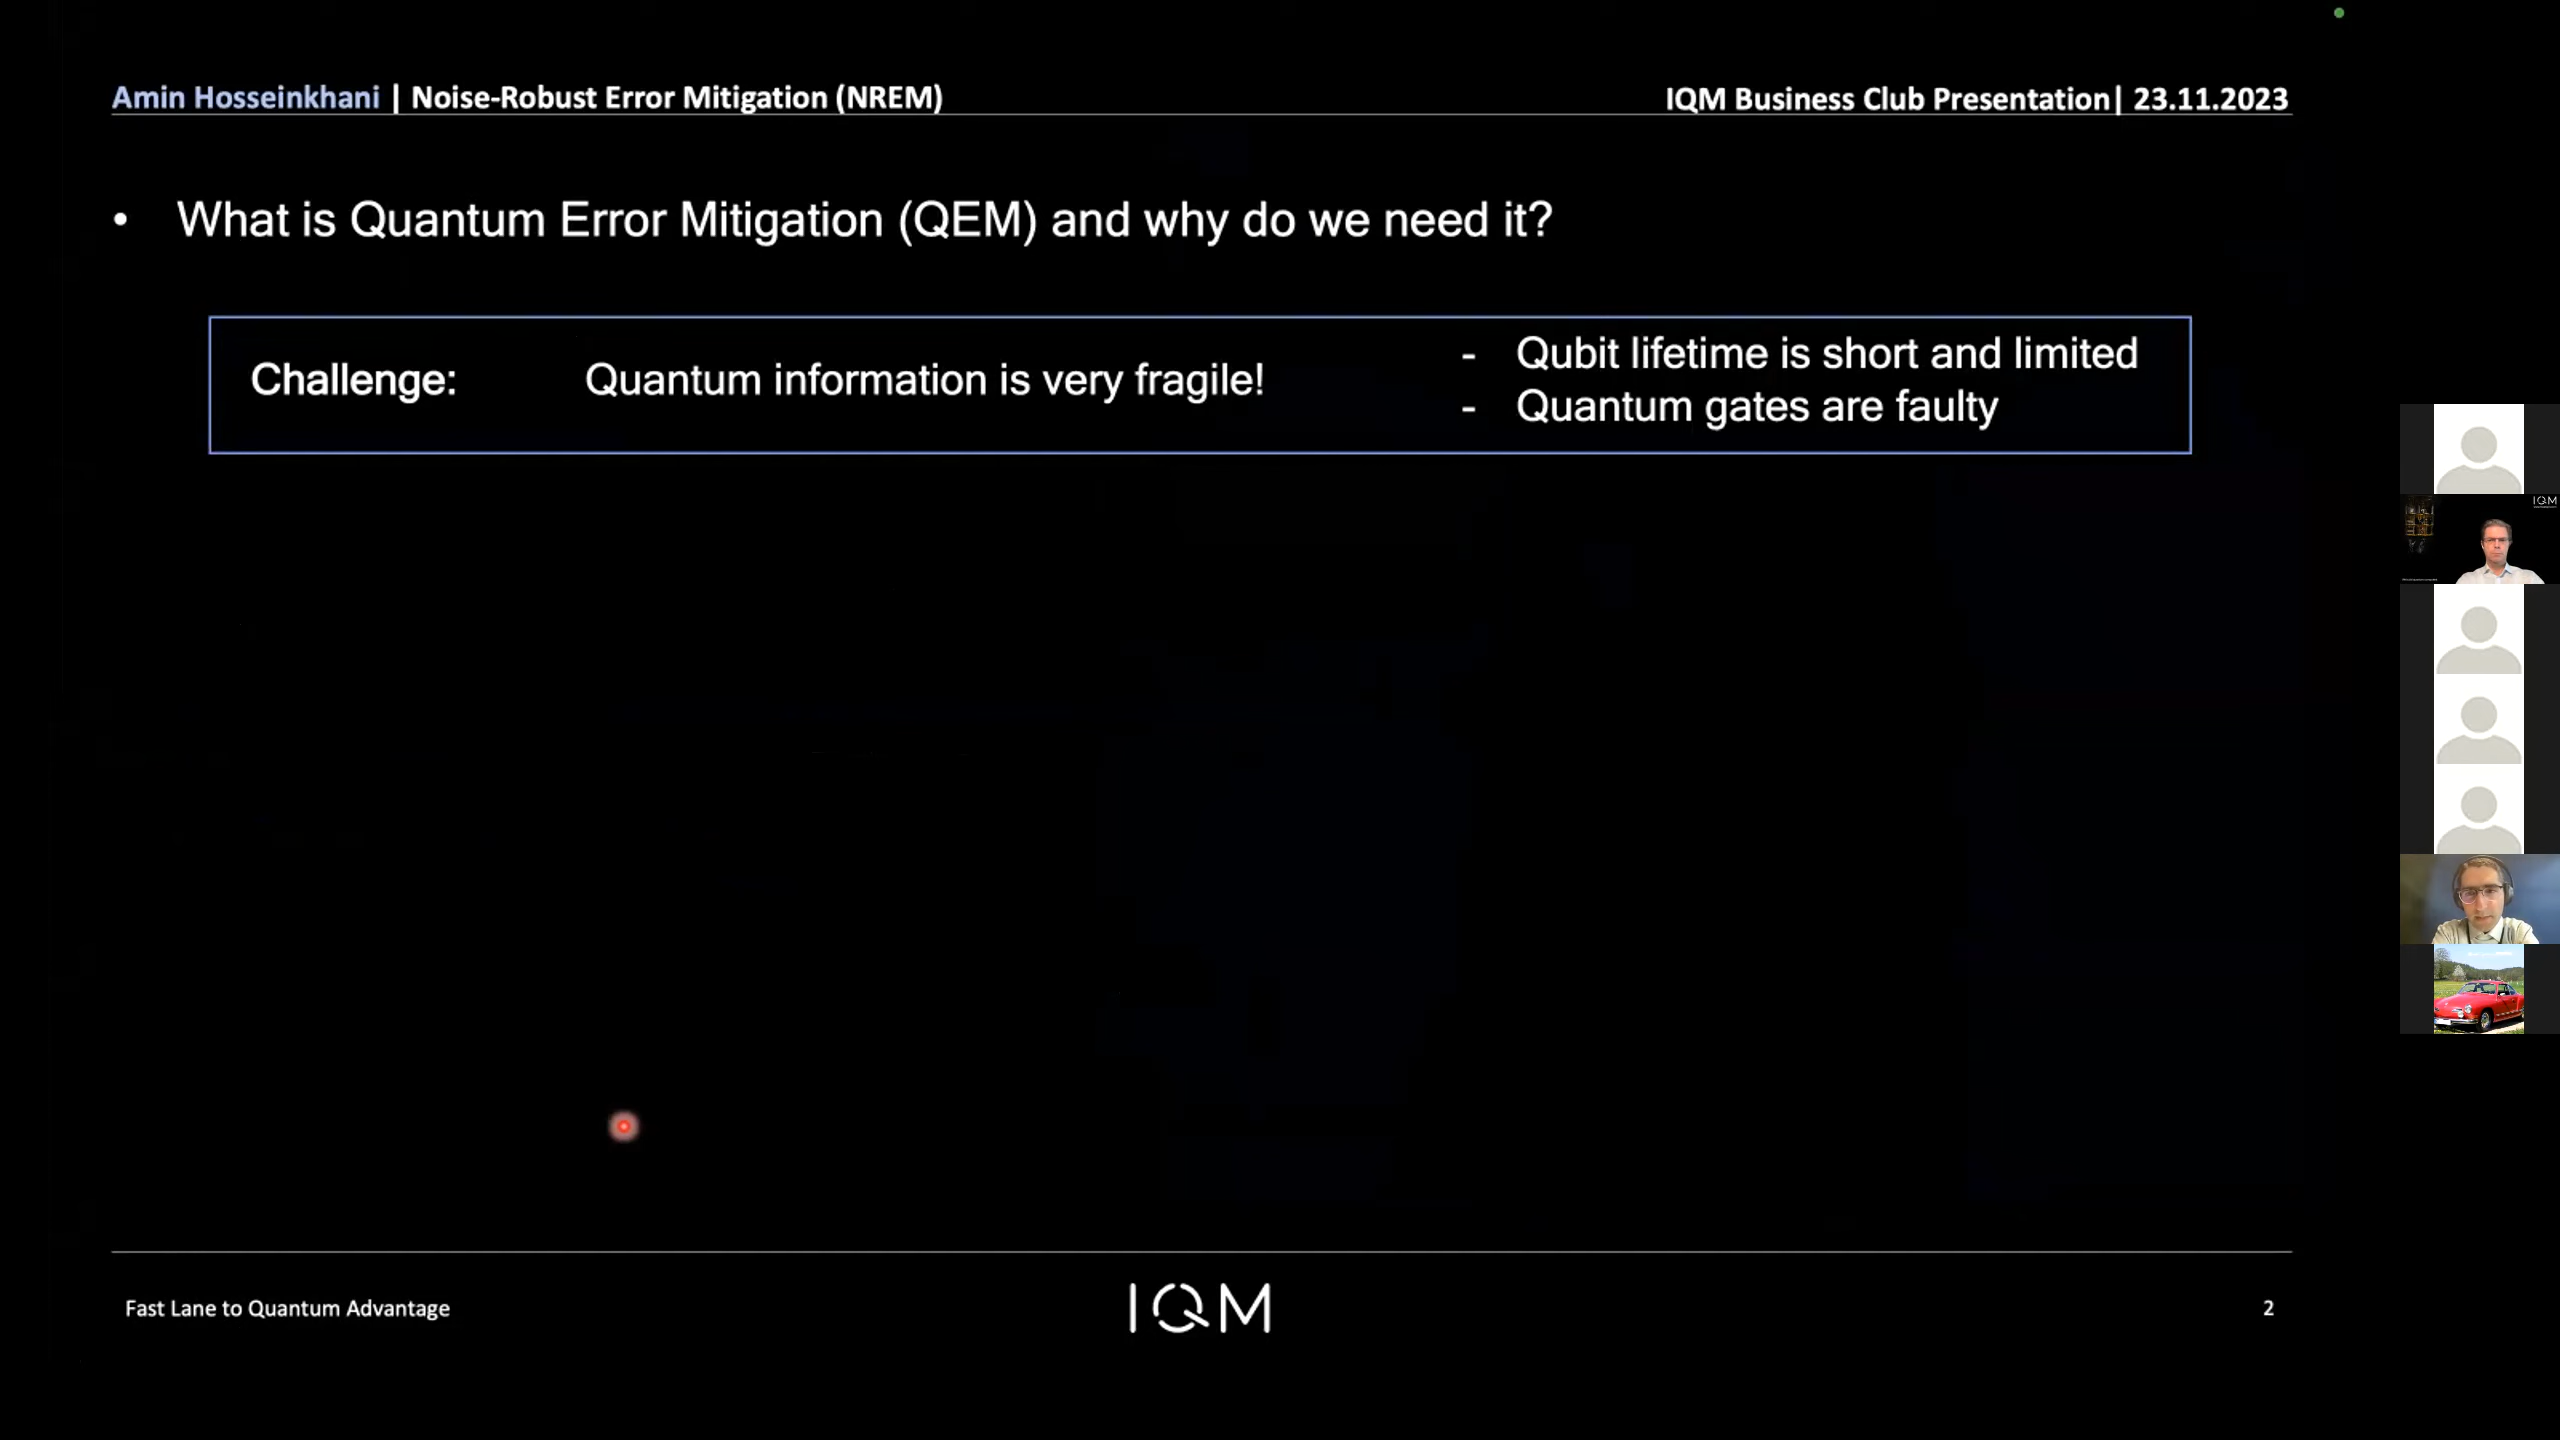 Amin Hosseinkhani | Noise-Robust Error Mitigation (NREM)
IQM Business Club Presentation| 23.11.2023
• What is Quantum Error Mitigation (QEM) and why do we need it?
Challenge: Quantum information is very fragile!
- Qubit lifetime is short and limited
- Quantum gates are faulty
IQM
Fast Lane to Quantum Advantage
IQM
2